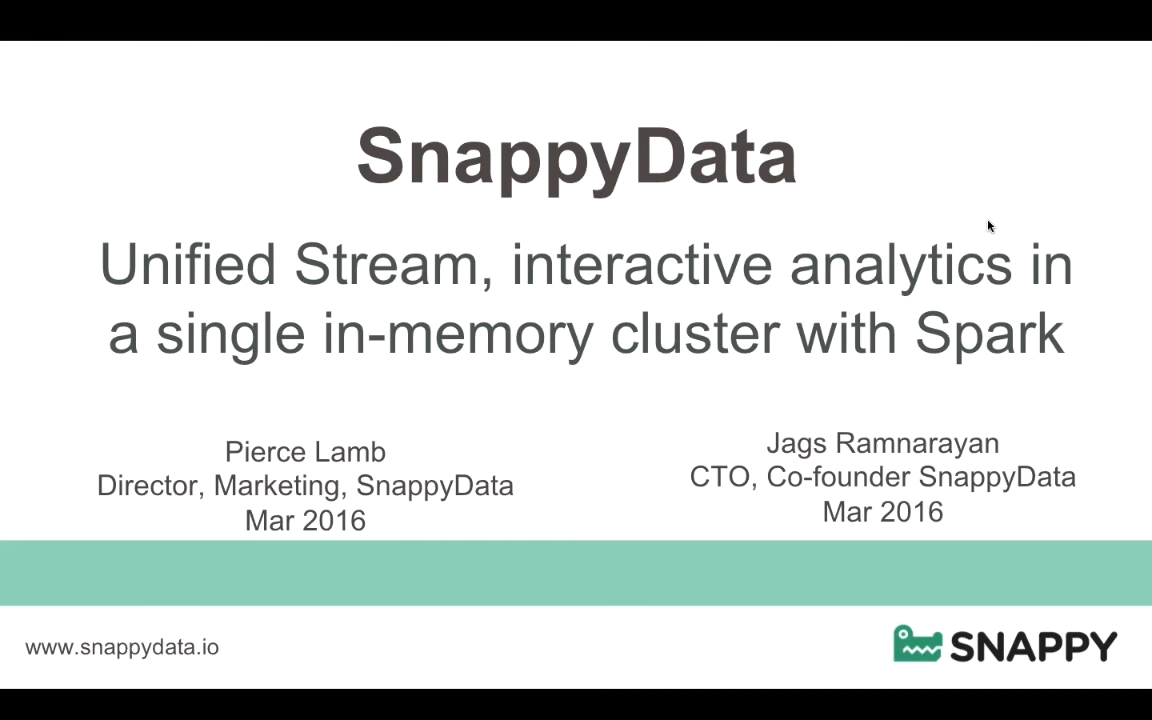 SnappyData
Unified Stream, interactive analytics in
a single in-memory cluster with Spark
Pierce Lamb
Director, Marketing, SnappyData
Mar 2016
Jags Ramnarayan
CTO, Co-founder SnappyData
Mar 2016
www.snappydata.io
SNAPPY